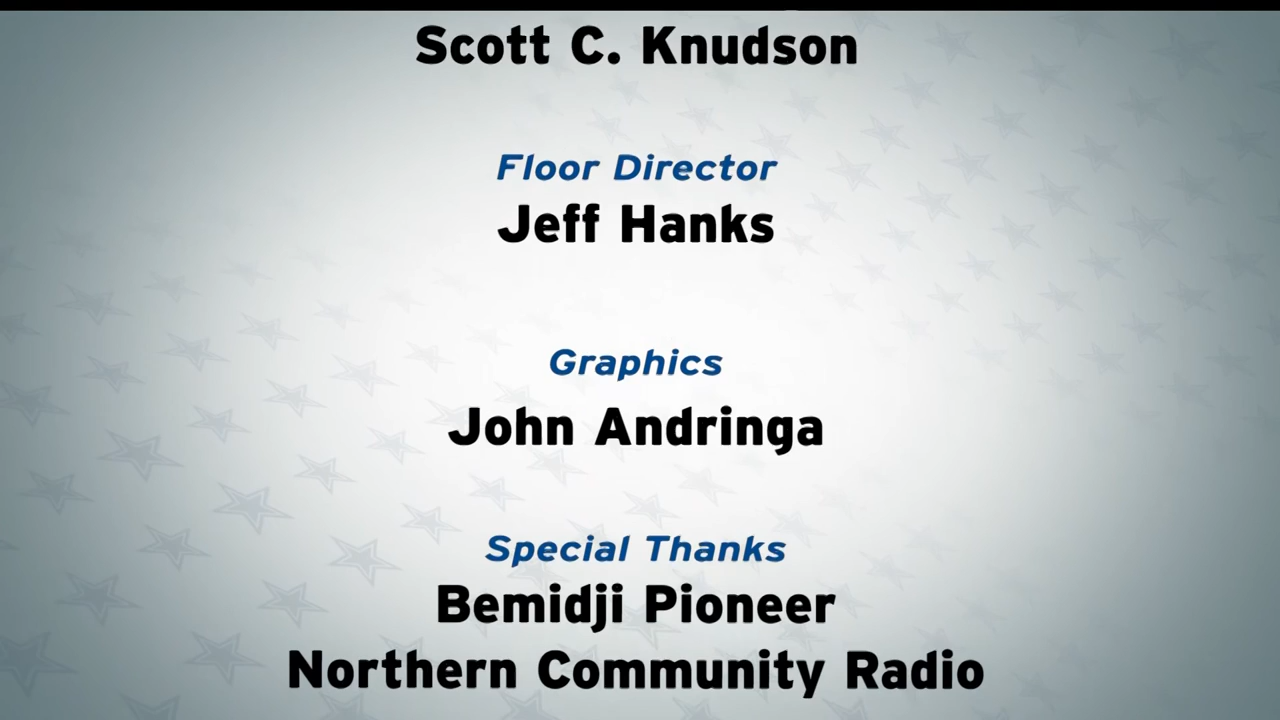 Scott C. Knudson
Floor Director
Jeff Hanks
Graphics
John Andringa
Special Thanks
Bemidji Pioneer
Northern Community Radio